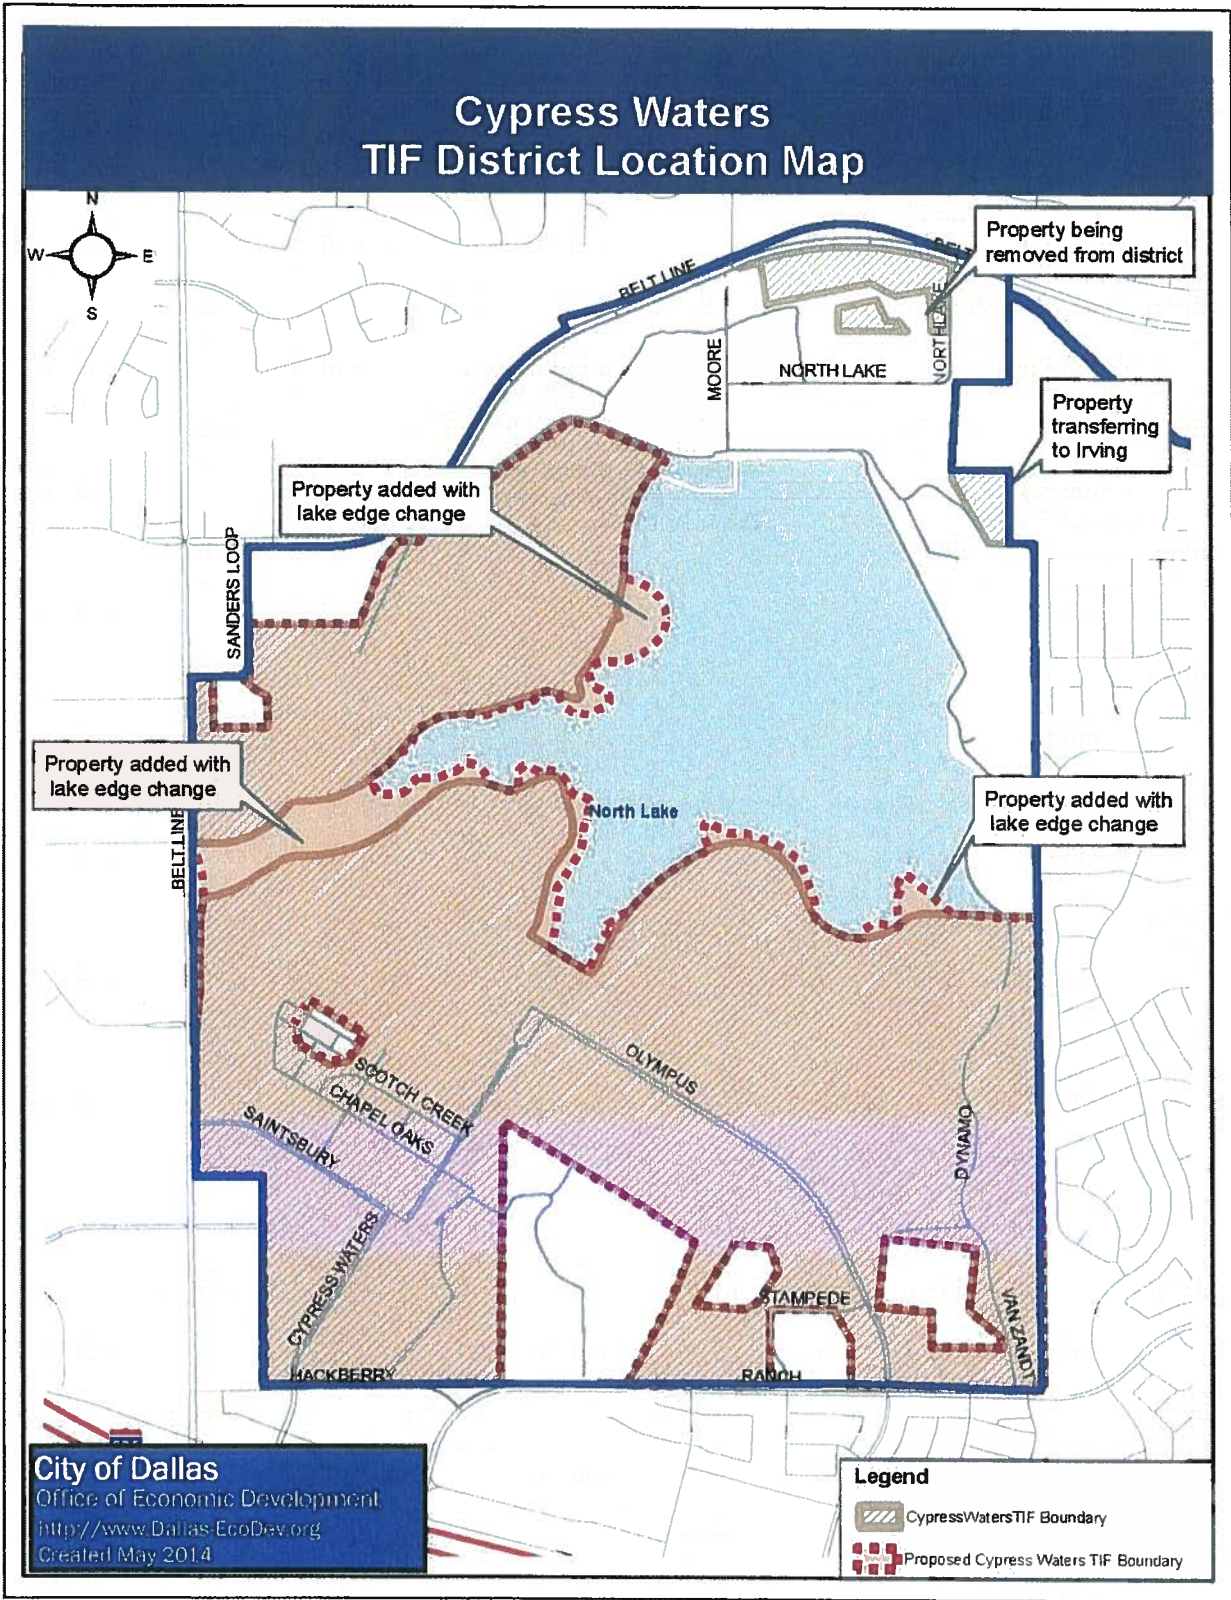 Cypress Waters
TIF District Location Map
N
W
E
S
BELT LINE
BELT
Property being
removed from district
MOORE
NORTH LAKE
NORTHLAKE
Property
transferring
to Irving
Property added with
lake edge change
SANDERS LOOP
Property added with
lake edge change
BELT LINE
North Lake
Property added with
lake edge change
SCOTCH CREEK
CHAPEL OAKS
SAINTSBURY
OLYMPUS
DYNAMO
CYPRESS WATERS
STAMPEDE
VAN ZANDT
HACKBERRY
RANCH
City of Dallas
Office of Economic Development
http://www.Dallas-EcoDev.org
Created May 2014
Legend
CypressWatersTIF Boundary
Proposed Cypress Waters TIF Boundary